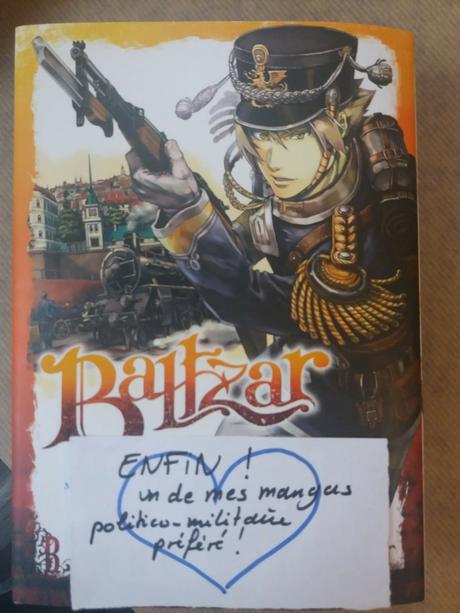 Baltzar
ENFIN !
un de mes mangas
politico-militaire
préféré !
B